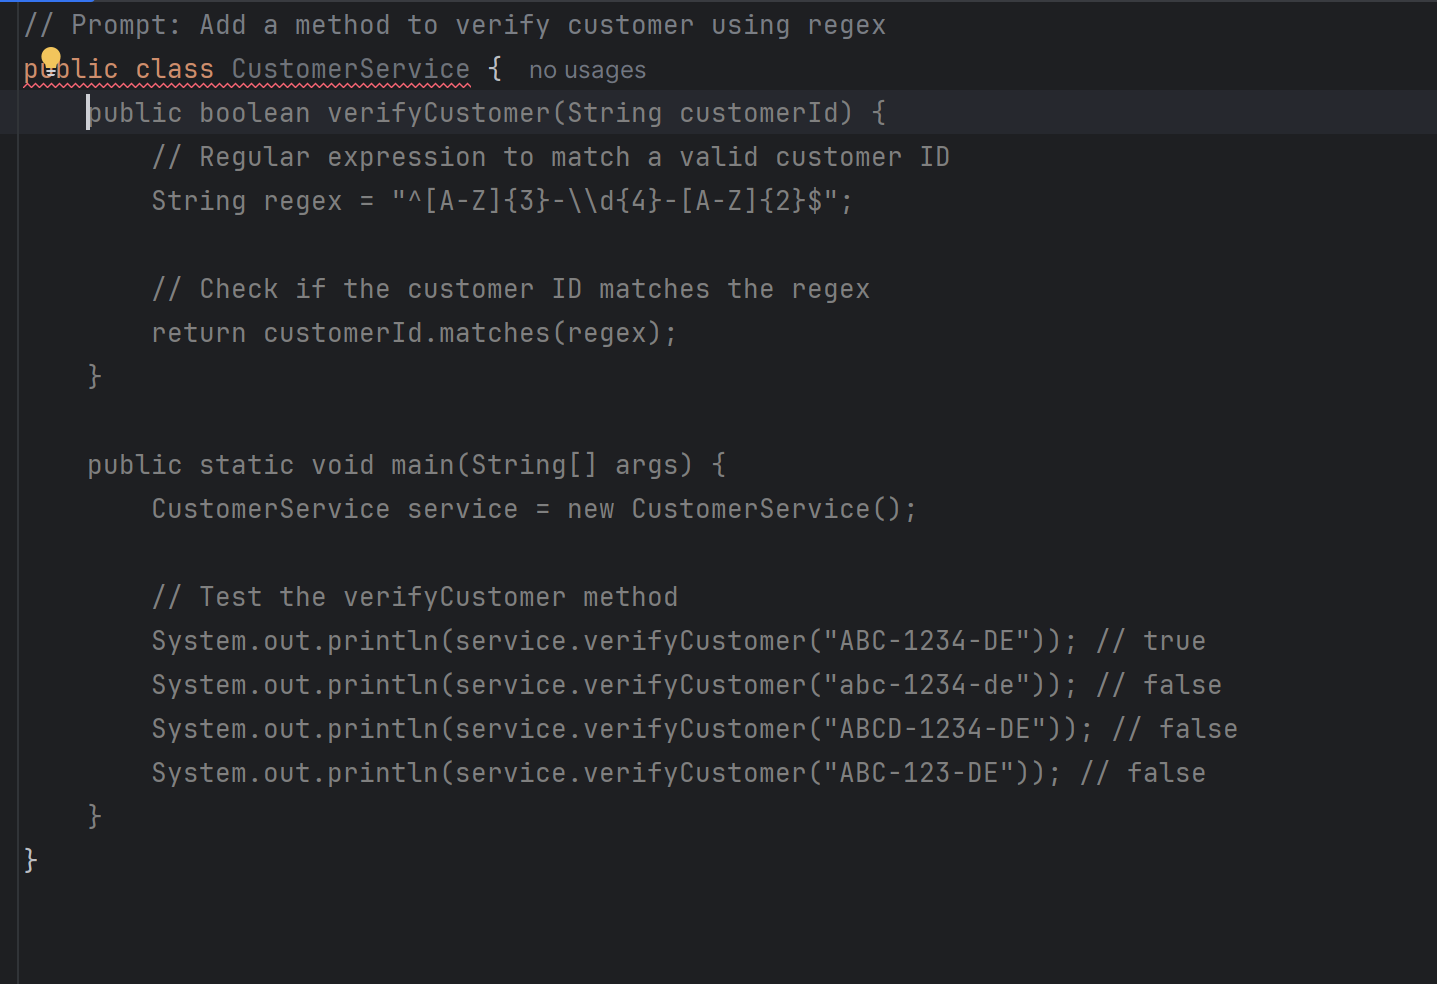 // Prompt: Add a method to verify customer using regex
public class CustomerService { no usages
public boolean verifyCustomer(String customerId) {
// Regular expression to match a valid customer ID
String regex = "^[A-Z]{3}-\\d{4}-[A-Z]{2}$";
// Check if the customer ID matches the regex
return customerId.matches(regex);
}
public static void main(String[] args) {
CustomerService service = new CustomerService();
// Test the verifyCustomer method
System.out.println(service.verifyCustomer("ABC-1234-DE")); // true
System.out.println(service.verifyCustomer("abc-1234-de")); // false
System.out.println(service.verifyCustomer("ABCD-1234-DE")); // false
System.out.println(service.verifyCustomer("ABC-123-DE")); // false
}
}